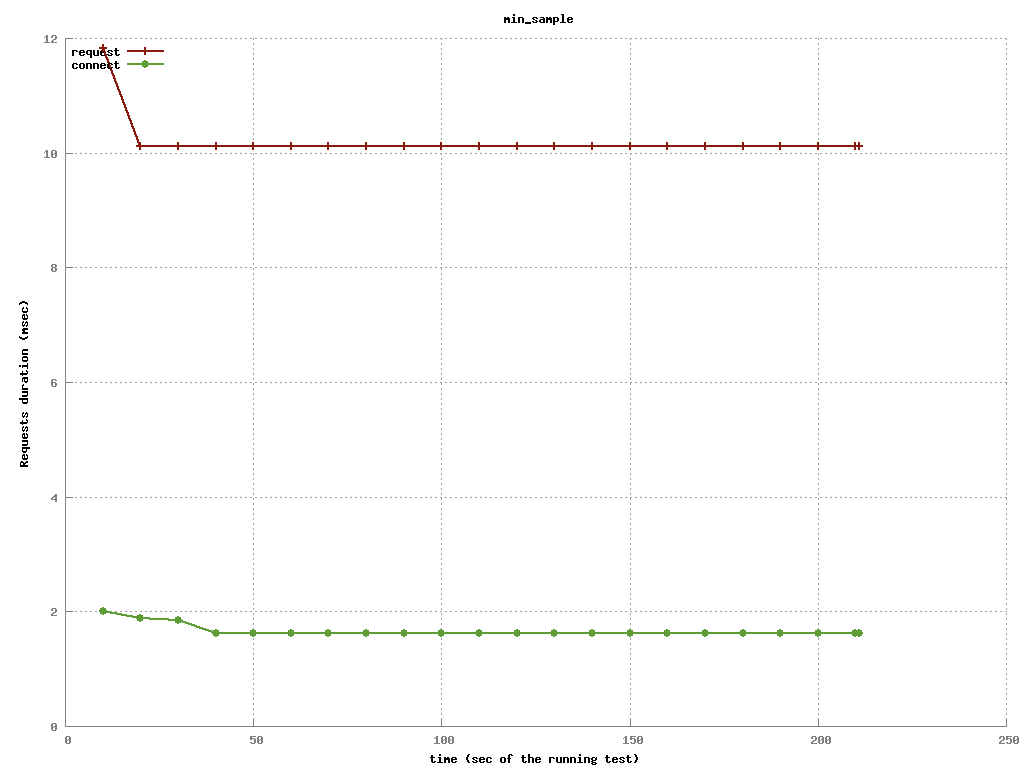 min_sample
request
connect
12
10
8
6
4
2
0
Requests duration (msec)
0 50 100 150 200 250
time (sec of the running test)